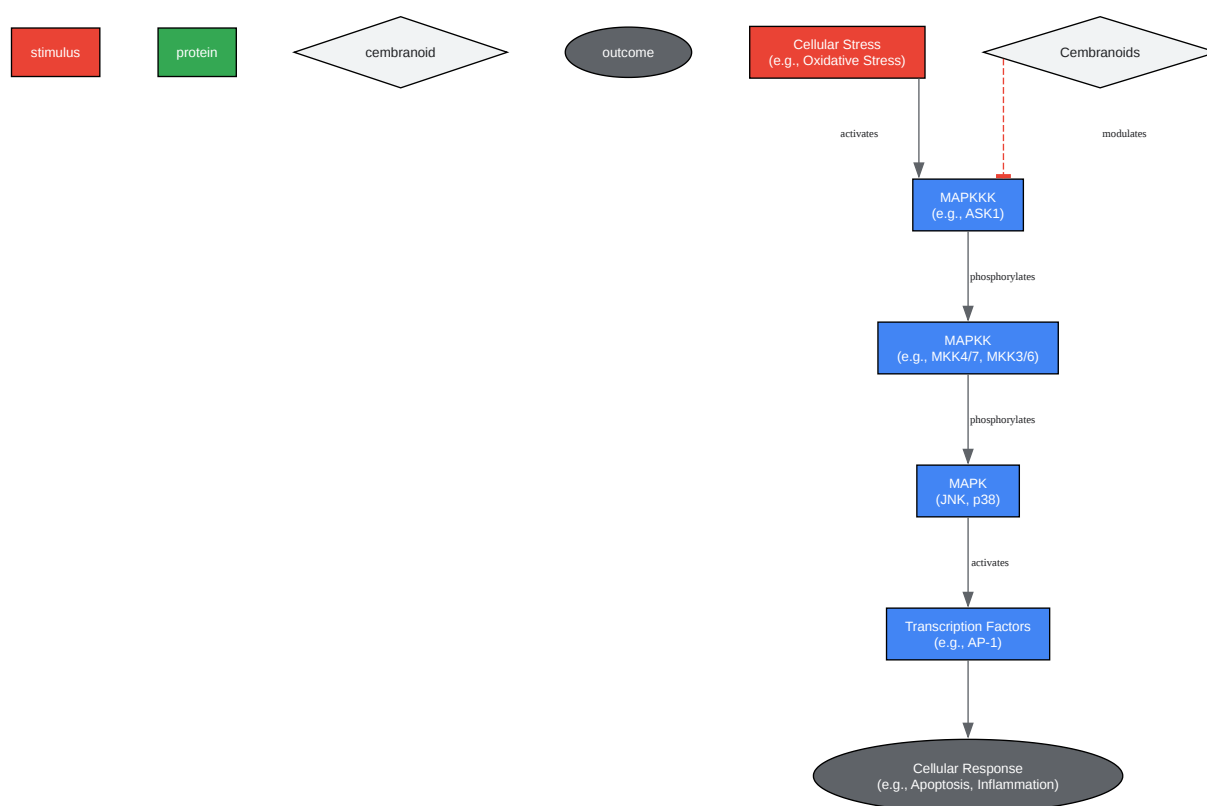 stimulus
protein
cembranoid
outcome
Cellular Stress
(e.g., Oxidative Stress)
Cembranoids
activates
modulates
MAPKKK
(e.g., ASK1)
phosphorylates
MAPKK
(e.g., MKK4/7, MKK3/6)
phosphorylates
MAPK
(JNK, p38)
activates
Transcription Factors
(e.g., AP-1)
Cellular Response
(e.g., Apoptosis, Inflammation)